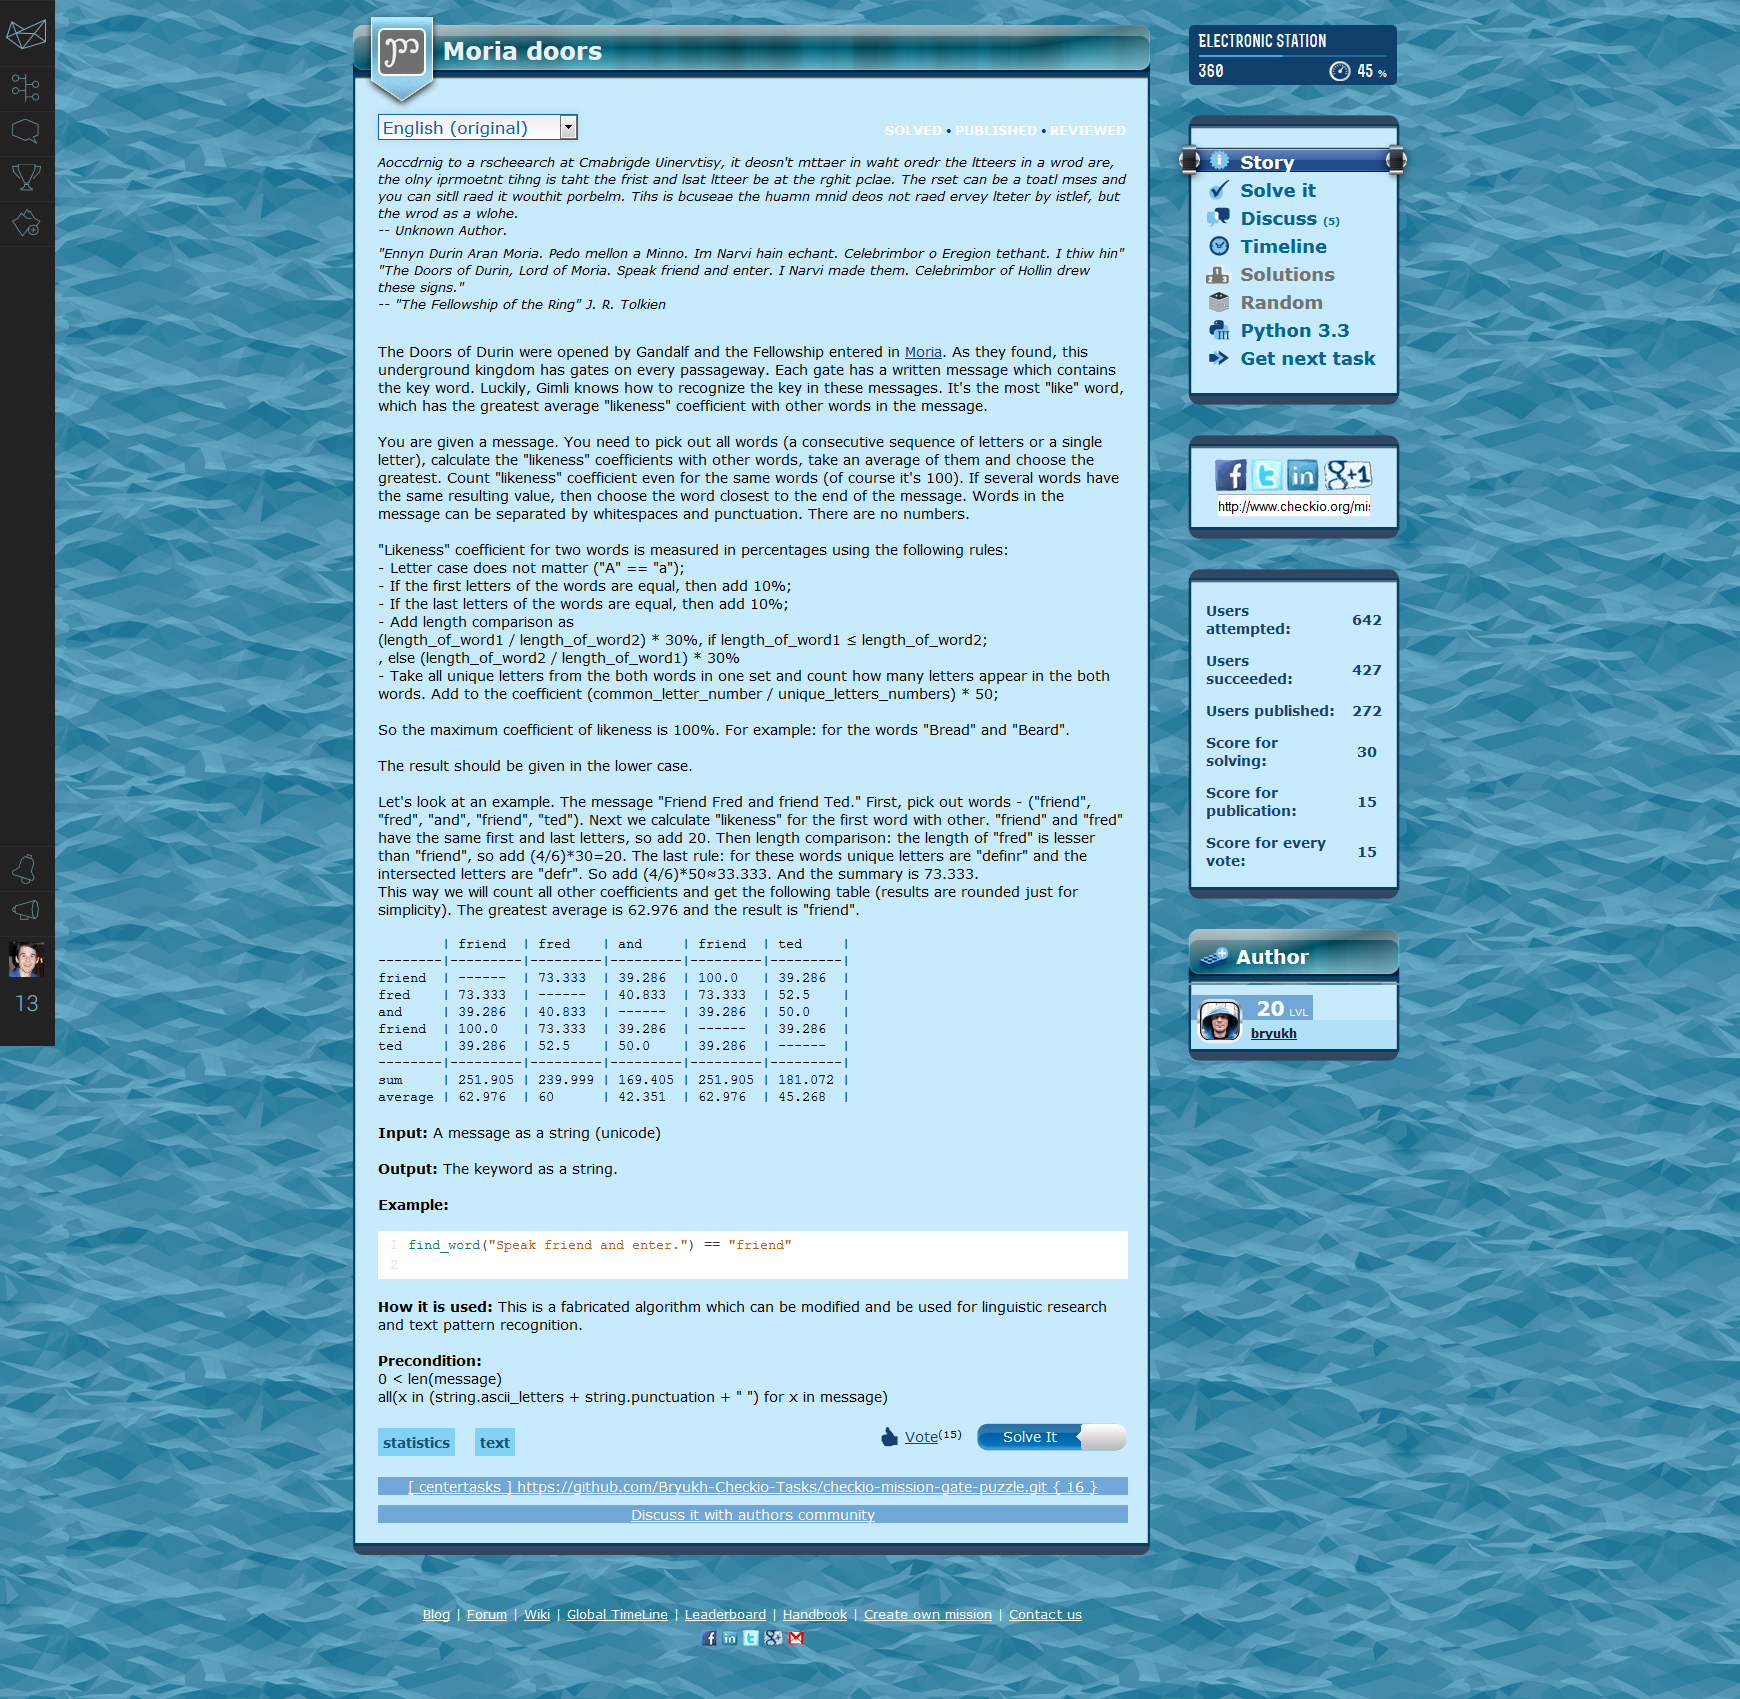 Moria doors
English (original)
SOLVED • PUBLISHED • REVIEWED
Aoccdrnig to a rscheearch at Cmabrigde Uinervtisy, it deosn't mttaer in waht oredr the ltteers in a wrod are,
the olny iprmoetnt tihng is taht the frist and lsat ltteer be at the rghit pclae. The rset can be a toatl mses and
you can sitll raed it wouthit porbelm. Tihs is bcuseae the huamn mnid deos not raed ervey lteter by istlef, but
the wrod as a wlohe.
-- Unknown Author.
"Ennyn Durin Aran Moria. Pedo mellon a Minno. Im Narvi hain echant. Celebrimbor o Eregion tethant. I thiw hin"
"The Doors of Durin, Lord of Moria. Speak friend and enter. I Narvi made them. Celebrimbor of Hollin drew
these signs."
-- "The Fellowship of the Ring" J. R. Tolkien
The Doors of Durin were opened by Gandalf and the Fellowship entered in Moria. As they found, this
underground kingdom has gates on every passageway. Each gate has a written message which contains
the key word. Luckily, Gimli knows how to recognize the key in these messages. It's the most "like" word,
which has the greatest average "likeness" coefficient with other words in the message.
You are given a message. You need to pick out all words (a consecutive sequence of letters or a single
letter), calculate the "likeness" coefficients with other words, take an average of them and choose the
greatest. Count "likeness" coefficient even for the same words (of course it's 100). If several words have
the same resulting value, then choose the word closest to the end of the message. Words in the
message can be separated by whitespaces and punctuation. There are no numbers.
"Likeness" coefficient for two words is measured in percentages using the following rules:
- Letter case does not matter ("A" == "a");
- If the first letters of the words are equal, then add 10%;
- If the last letters of the words are equal, then add 10%;
- Add length comparison as
(length_of_word1 / length_of_word2) * 30%, if length_of_word1 ≤ length_of_word2;
, else (length_of_word2 / length_of_word1) * 30%
- Take all unique letters from the both words in one set and count how many letters appear in the both
words. Add to the coefficient (common_letter_number / unique_letters_numbers) * 50;
So the maximum coefficient of likeness is 100%. For example: for the words "Bread" and "Beard".
The result should be given in the lower case.
Let's look at an example. The message "Friend Fred and friend Ted." First, pick out words - ("friend",
"fred", "and", "friend", "ted"). Next we calculate "likeness" for the first word with other. "friend" and "fred"
have the same first and last letters, so add 20. Then length comparison: the length of "fred" is lesser
than "friend", so add (4/6)*30=20. The last rule: for these words unique letters are "definr" and the
intersected letters are "defr". So add (4/6)*50≈33.333. And the summary is 73.333.
This way we will count all other coefficients and get the following table (results are rounded just for
simplicity). The greatest average is 62.976 and the result is "friend".
        | friend  | fred    | and     | friend  | ted     |
--------|---------|---------|---------|---------|---------|
friend  | ------  | 73.333  | 39.286  | 100.0   | 39.286  |
fred    | 73.333  | ------  | 40.833  | 73.333  | 52.5    |
and     | 39.286  | 40.833  | ------  | 39.286  | 50.0    |
friend  | 100.0   | 73.333  | 39.286  | ------  | 39.286  |
ted     | 39.286  | 52.5    | 50.0    | 39.286  | ------  |
--------|---------|---------|---------|---------|---------|
sum     | 251.905 | 239.999 | 169.405 | 251.905 | 181.072 |
average | 62.976  | 60      | 42.351  | 62.976  | 45.268  |
Input: A message as a string (unicode)
Output: The keyword as a string.
Example:
1 find_word("Speak friend and enter.") == "friend"
2
How it is used: This is a fabricated algorithm which can be modified and be used for linguistic research
and text pattern recognition.
Precondition:
0 < len(message)
all(x in (string.ascii_letters + string.punctuation + " ") for x in message)
statistics text
Vote(15) Solve It
[ centertasks ] https://github.com/Bryukh-Checkio-Tasks/checkio-mission-gate-puzzle.git { 16 }
Discuss it with authors community
ELECTRONIC STATION
360 45 %
Story
Solve it
Discuss (5)
Timeline
Solutions
Random
Python 3.3
Get next task
+1
http://www.checkio.org/mis
Users
attempted: 642
Users
succeeded: 427
Users published: 272
Score for
solving: 30
Score for
publication: 15
Score for every
vote: 15
Author
20 LVL
bryukh
13
Blog | Forum | Wiki | Global TimeLine | Leaderboard | Handbook | Create own mission | Contact us